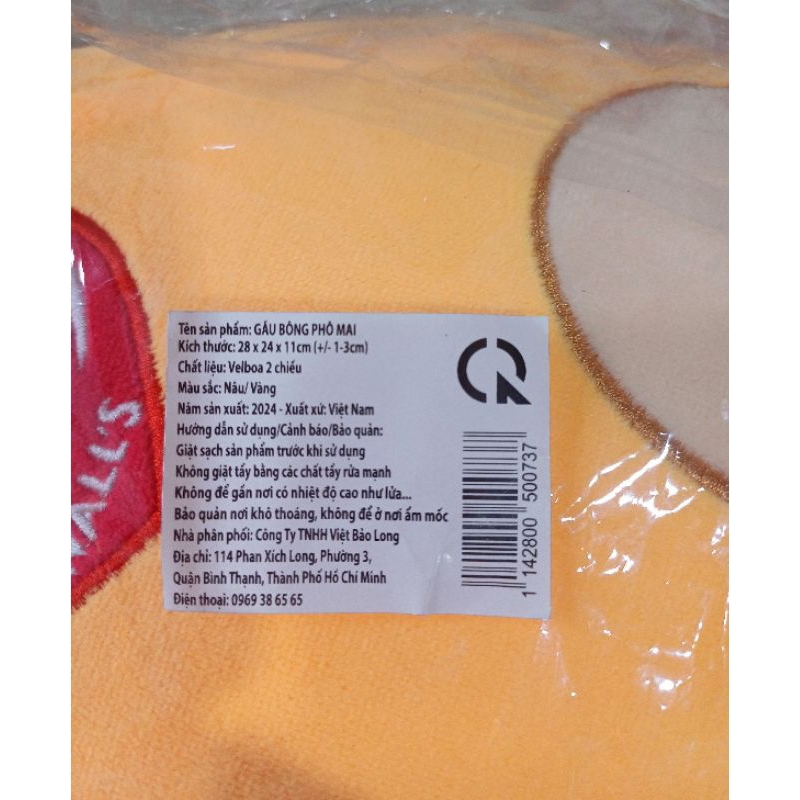 Tên sản phẩm: GẤU BÔNG PHÔ MAI
Kích thước: 28 x 24 x 11cm (+/- 1-3cm)
Chất liệu: Velboa 2 chiều
Màu sắc: Nâu/ Vàng
Năm sản xuất: 2024 - Xuất xứ: Việt Nam
Hướng dẫn sử dụng/Cảnh báo/Bảo quản:
Giặt sạch sản phẩm trước khi sử dụng
Không giặt tẩy bằng các chất tẩy rửa mạnh
Không để gần nơi có nhiệt độ cao như lửa...
Bảo quản nơi khô thoáng, không để ở nơi ẩm mốc
Nhà phân phối: Công Ty TNHH Việt Bảo Long
Địa chỉ: 114 Phan Xích Long, Phường 3,
Quận Bình Thạnh, Thành Phố Hồ Chí Minh
Điện thoại: 0969 38 65 65
1 142800 500737
WALL'S